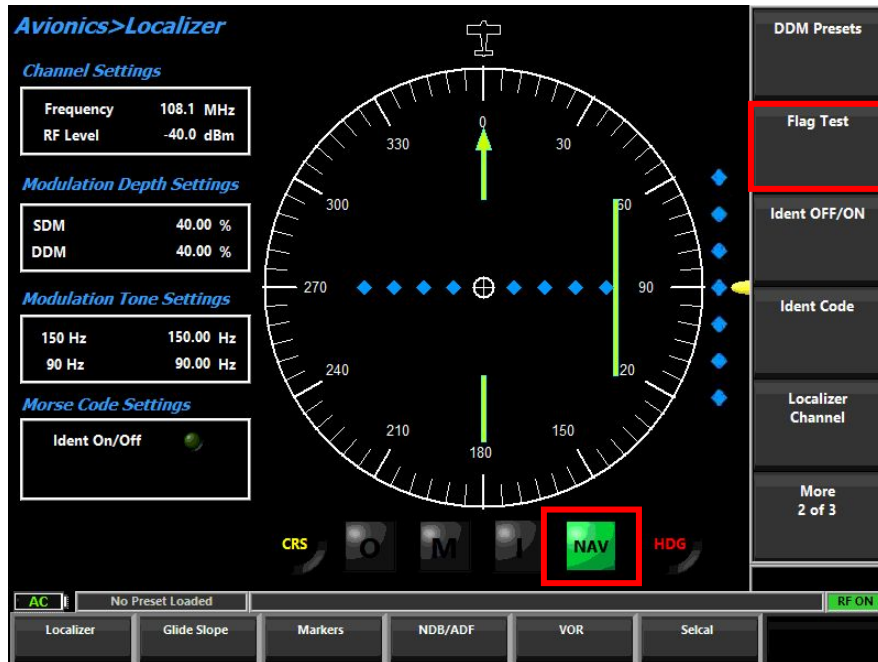 Avionics>Localizer
Channel Settings
Frequency 108.1 MHz
RF Level -40.0 dBm
Modulation Depth Settings
SDM 40.00 %
DDM 40.00 %
Modulation Tone Settings
150 Hz 150.00 Hz
90 Hz 90.00 Hz
Morse Code Settings
Ident On/Off
0
30
60
90
20
150
180
210
240
270
300
330
CRS
O
M
I
NAV
HDG
DDM Presets
Flag Test
Ident OFF/ON
Ident Code
Localizer
Channel
More
2 of 3
AC
No Preset Loaded
RF ON
Localizer
Glide Slope
Markers
NDB/ADF
VOR
Selcal